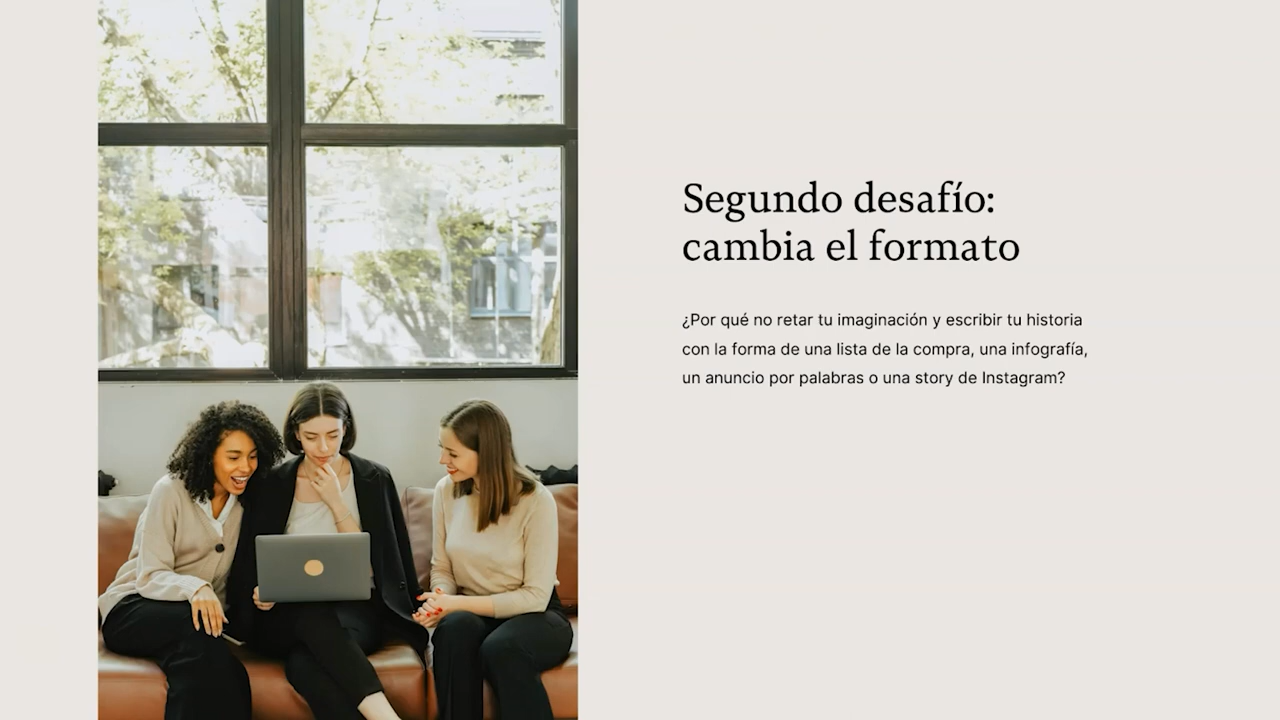 Segundo desafío:
cambia el formato
¿Por qué no retar tu imaginación y escribir tu historia
con la forma de una lista de la compra, una infografía,
un anuncio por palabras o una story de Instagram?